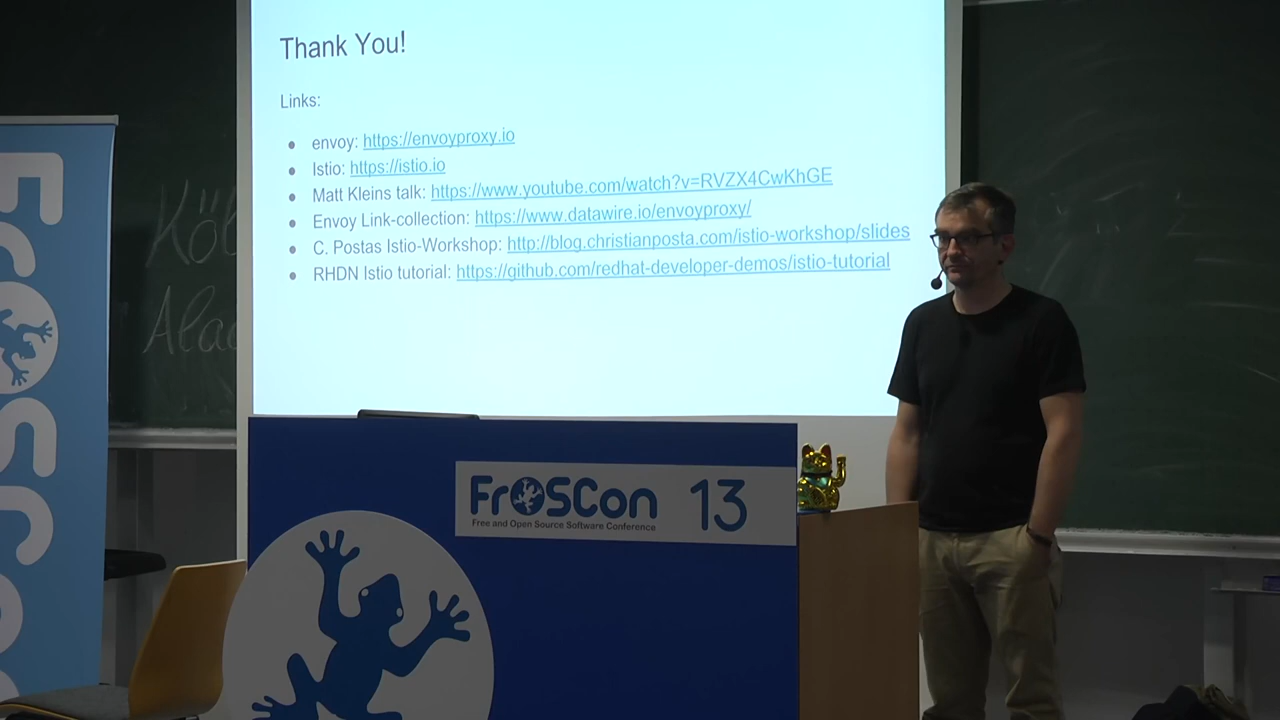 Thank You!
Links:
envoy: https://envoyproxy.io
Istio: https://istio.io
Matt Kleins talk: https://www.youtube.com/watch?v=RVZX4CwKhGE
Envoy Link-collection: https://www.datawire.io/envoyproxy/
C. Postas Istio-Workshop: http://blog.christianposta.com/istio-workshop/slides
RHDN Istio tutorial: https://github.com/redhat-developer-demos/istio-tutorial
FrOSCon 13
Free and Open Source Software Conference
FrOSCo